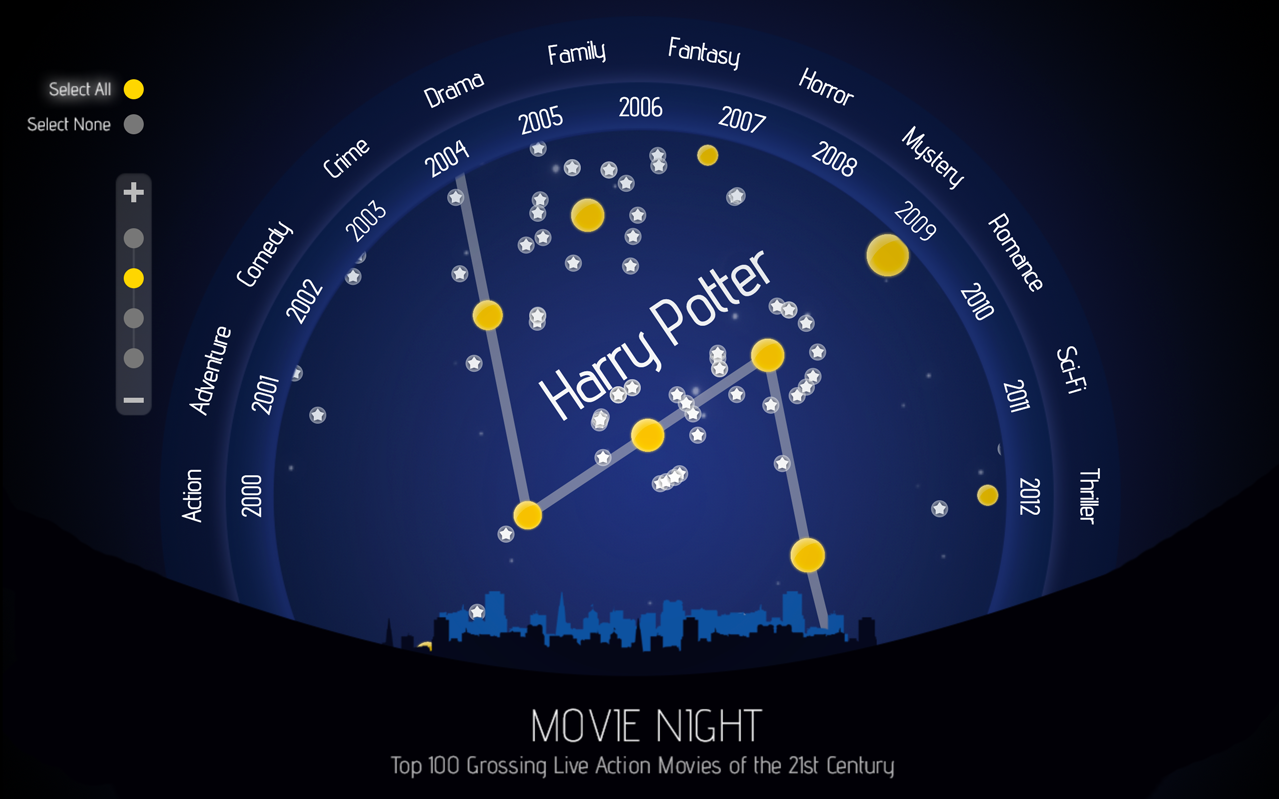 Select All
Select None
+
−
Action
Adventure
Comedy
Crime
Drama
Family
Fantasy
Horror
Mystery
Romance
Sci-Fi
Thriller
2000
2001
2002
2003
2004
2005
2006
2007
2008
2009
2010
2011
2012
Harry Potter
MOVIE NIGHT
Top 100 Grossing Live Action Movies of the 21st Century